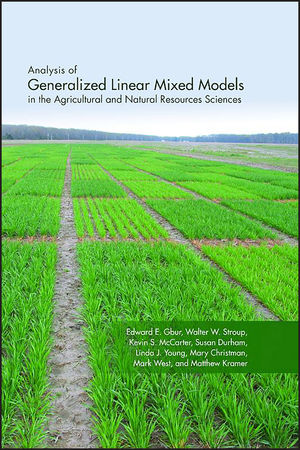 Analysis of
Generalized Linear Mixed Models
in the Agricultural and Natural Resources Sciences
Edward E. Gbur, Walter W. Stroup,
Kevin S. McCarter, Susan Durham,
Linda J. Young, Mary Christman,
Mark West, and Matthew Kramer